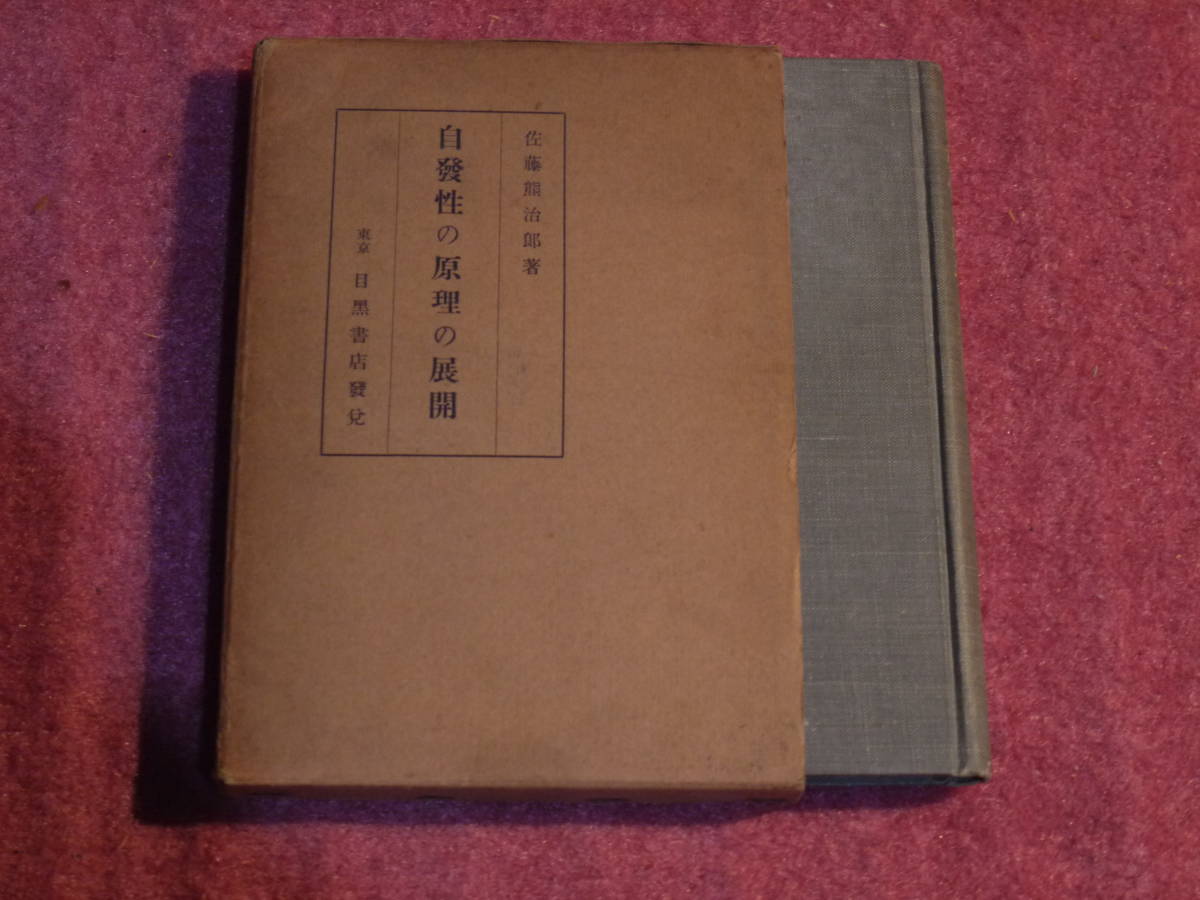 佐藤熊治郎著
自發性の原理の展開
東京 目黒書店發兌